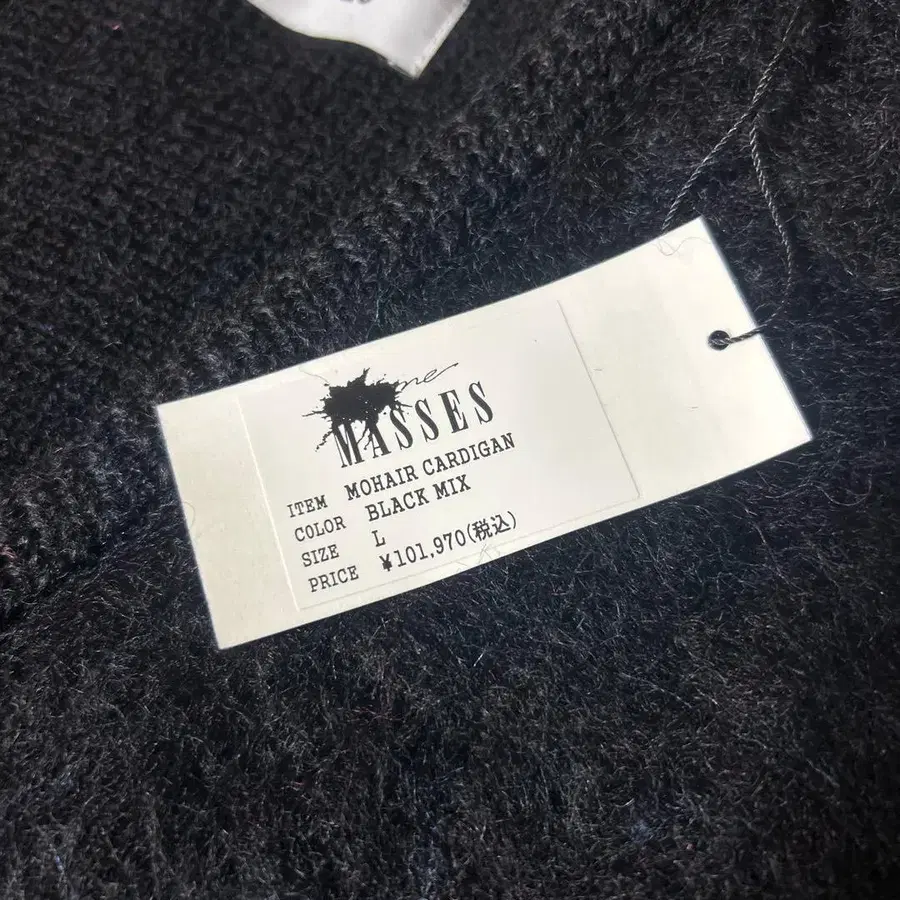 MASSES
ITEM MOHAIR CARDIGAN
COLOR BLACK MIX
SIZE L
PRICE ¥101,970(税込)